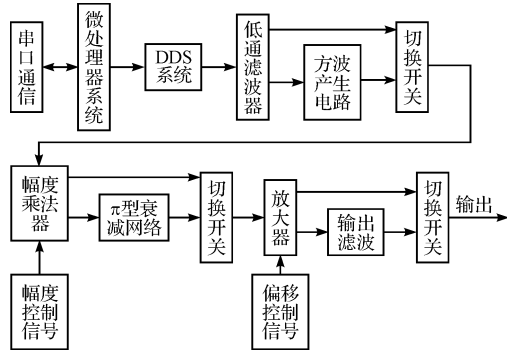 串口通信
微处理器系统
DDS
系统
低通滤波器
方波
产生
电路
切换开关
幅度
乘法
器
π型衰
减网络
切换开关
放大器
输出
滤波
切换开关
输出
幅度
控制
信号
偏移
控制
信号